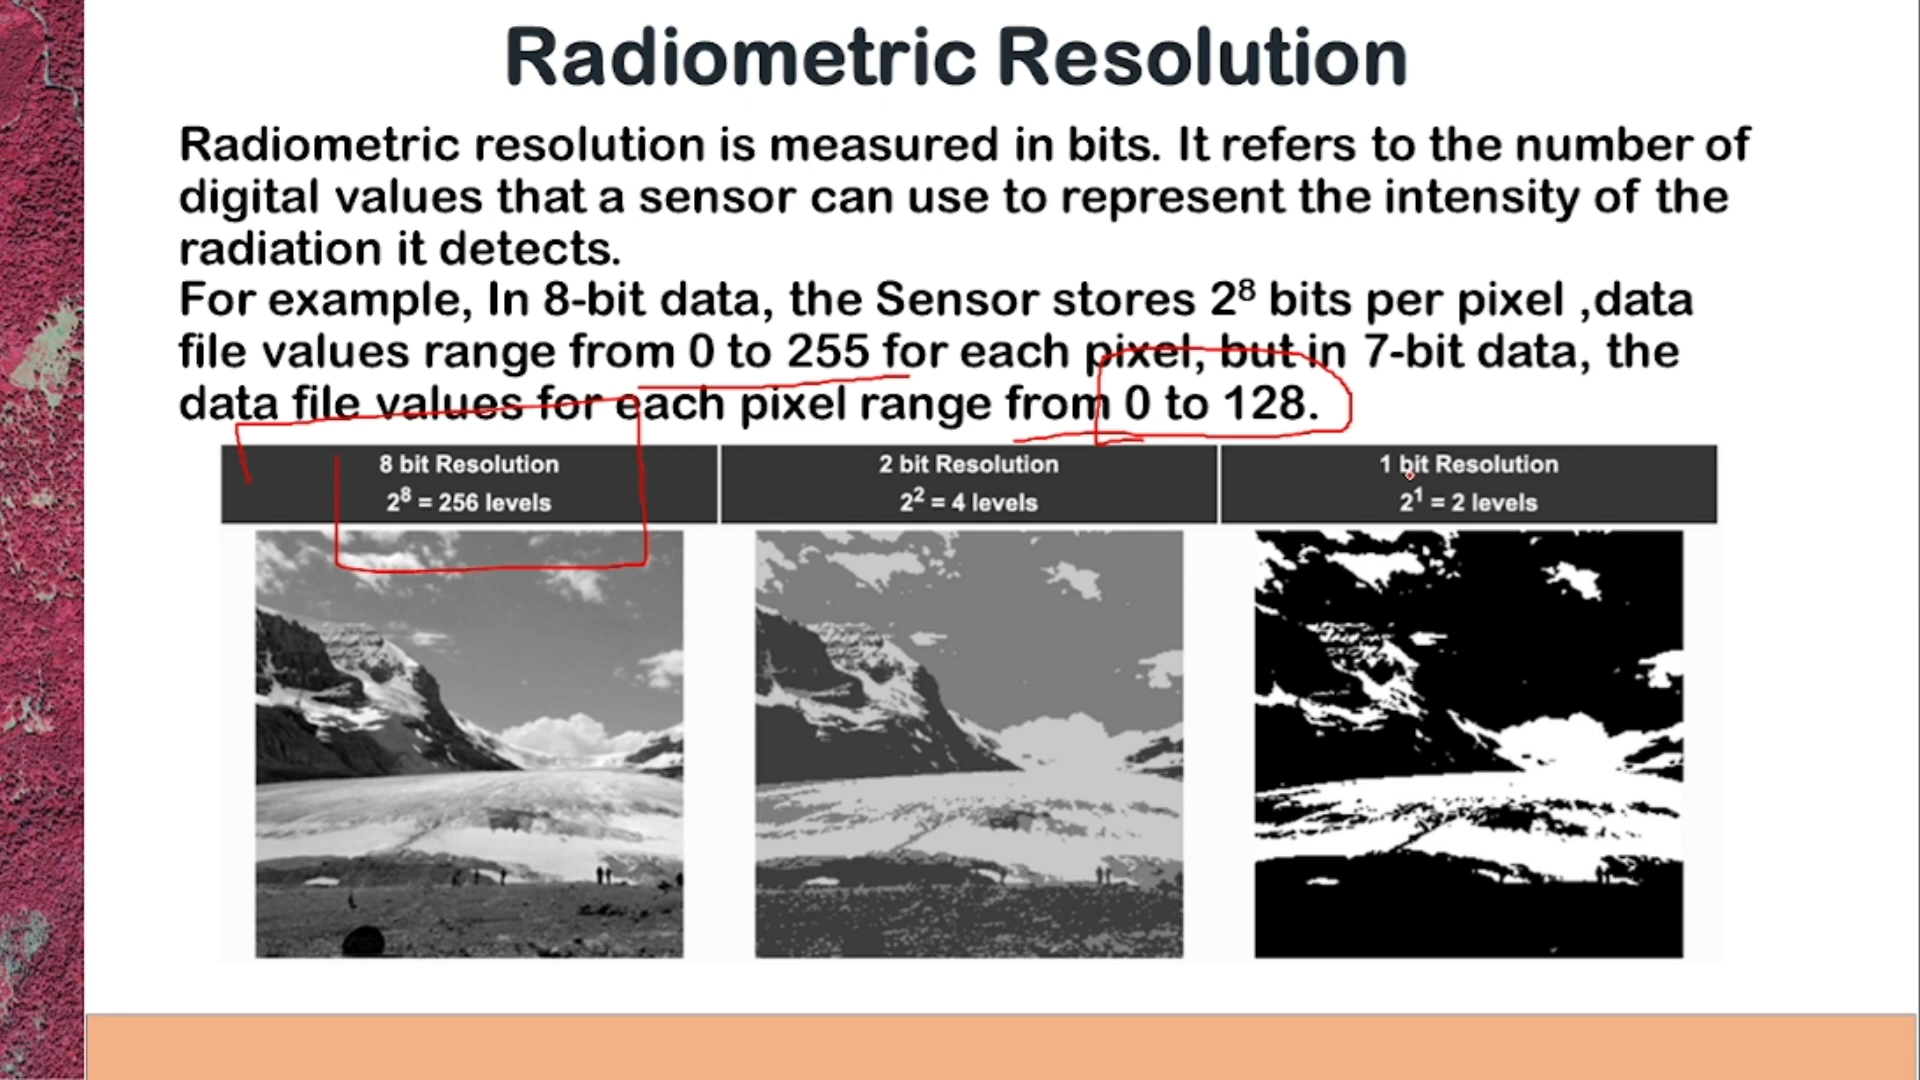 Radiometric Resolution
Radiometric resolution is measured in bits. It refers to the number of
digital values that a sensor can use to represent the intensity of the
radiation it detects.
For example, In 8-bit data, the Sensor stores 2⁸ bits per pixel ,data
file values range from 0 to 255 for each pixel, but in 7-bit data, the
data file values for each pixel range from 0 to 128.
8 bit Resolution
2⁸ = 256 levels
2 bit Resolution
2² = 4 levels
1 bit Resolution
2¹ = 2 levels